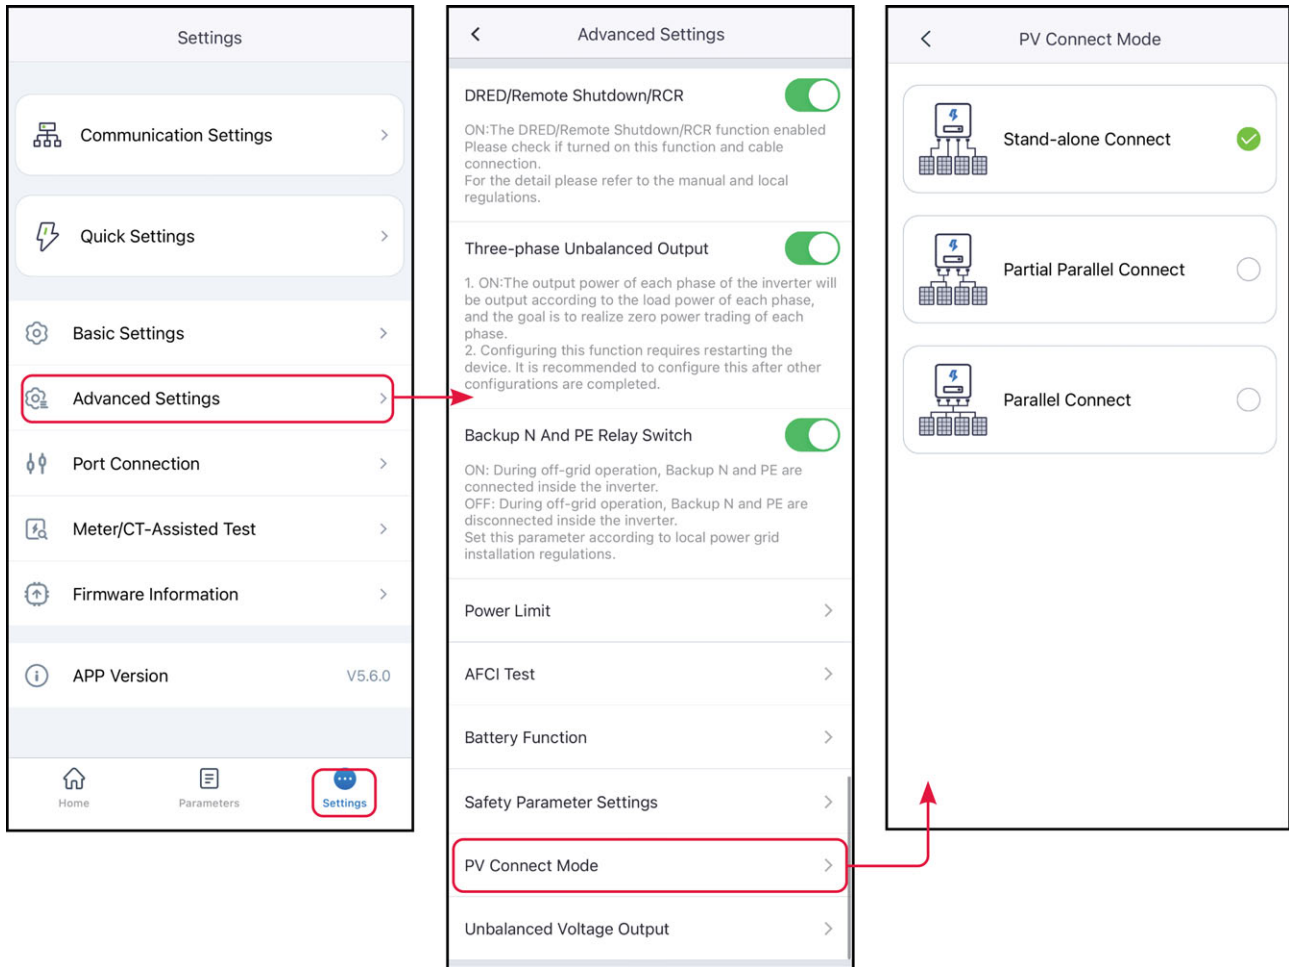 Settings
Communication Settings
Quick Settings
Basic Settings
Advanced Settings
Port Connection
Meter/CT-Assisted Test
Firmware Information
APP Version
V5.6.0
Home
Parameters
Settings
Advanced Settings
DRED/Remote Shutdown/RCR
ON:The DRED/Remote Shutdown/RCR function enabled
Please check if turned on this function and cable
connection.
For the detail please refer to the manual and local
regulations.
Three-phase Unbalanced Output
1. ON:The output power of each phase of the inverter will
be output according to the load power of each phase,
and the goal is to realize zero power trading of each
phase.
2. Configuring this function requires restarting the
device. It is recommended to configure this after other
configurations are completed.
Backup N And PE Relay Switch
ON: During off-grid operation, Backup N and PE are
connected inside the inverter.
OFF: During off-grid operation, Backup N and PE are
disconnected inside the inverter.
Set this parameter according to local power grid
installation regulations.
Power Limit
AFCI Test
Battery Function
Safety Parameter Settings
PV Connect Mode
Unbalanced Voltage Output
PV Connect Mode
Stand-alone Connect
Partial Parallel Connect
Parallel Connect